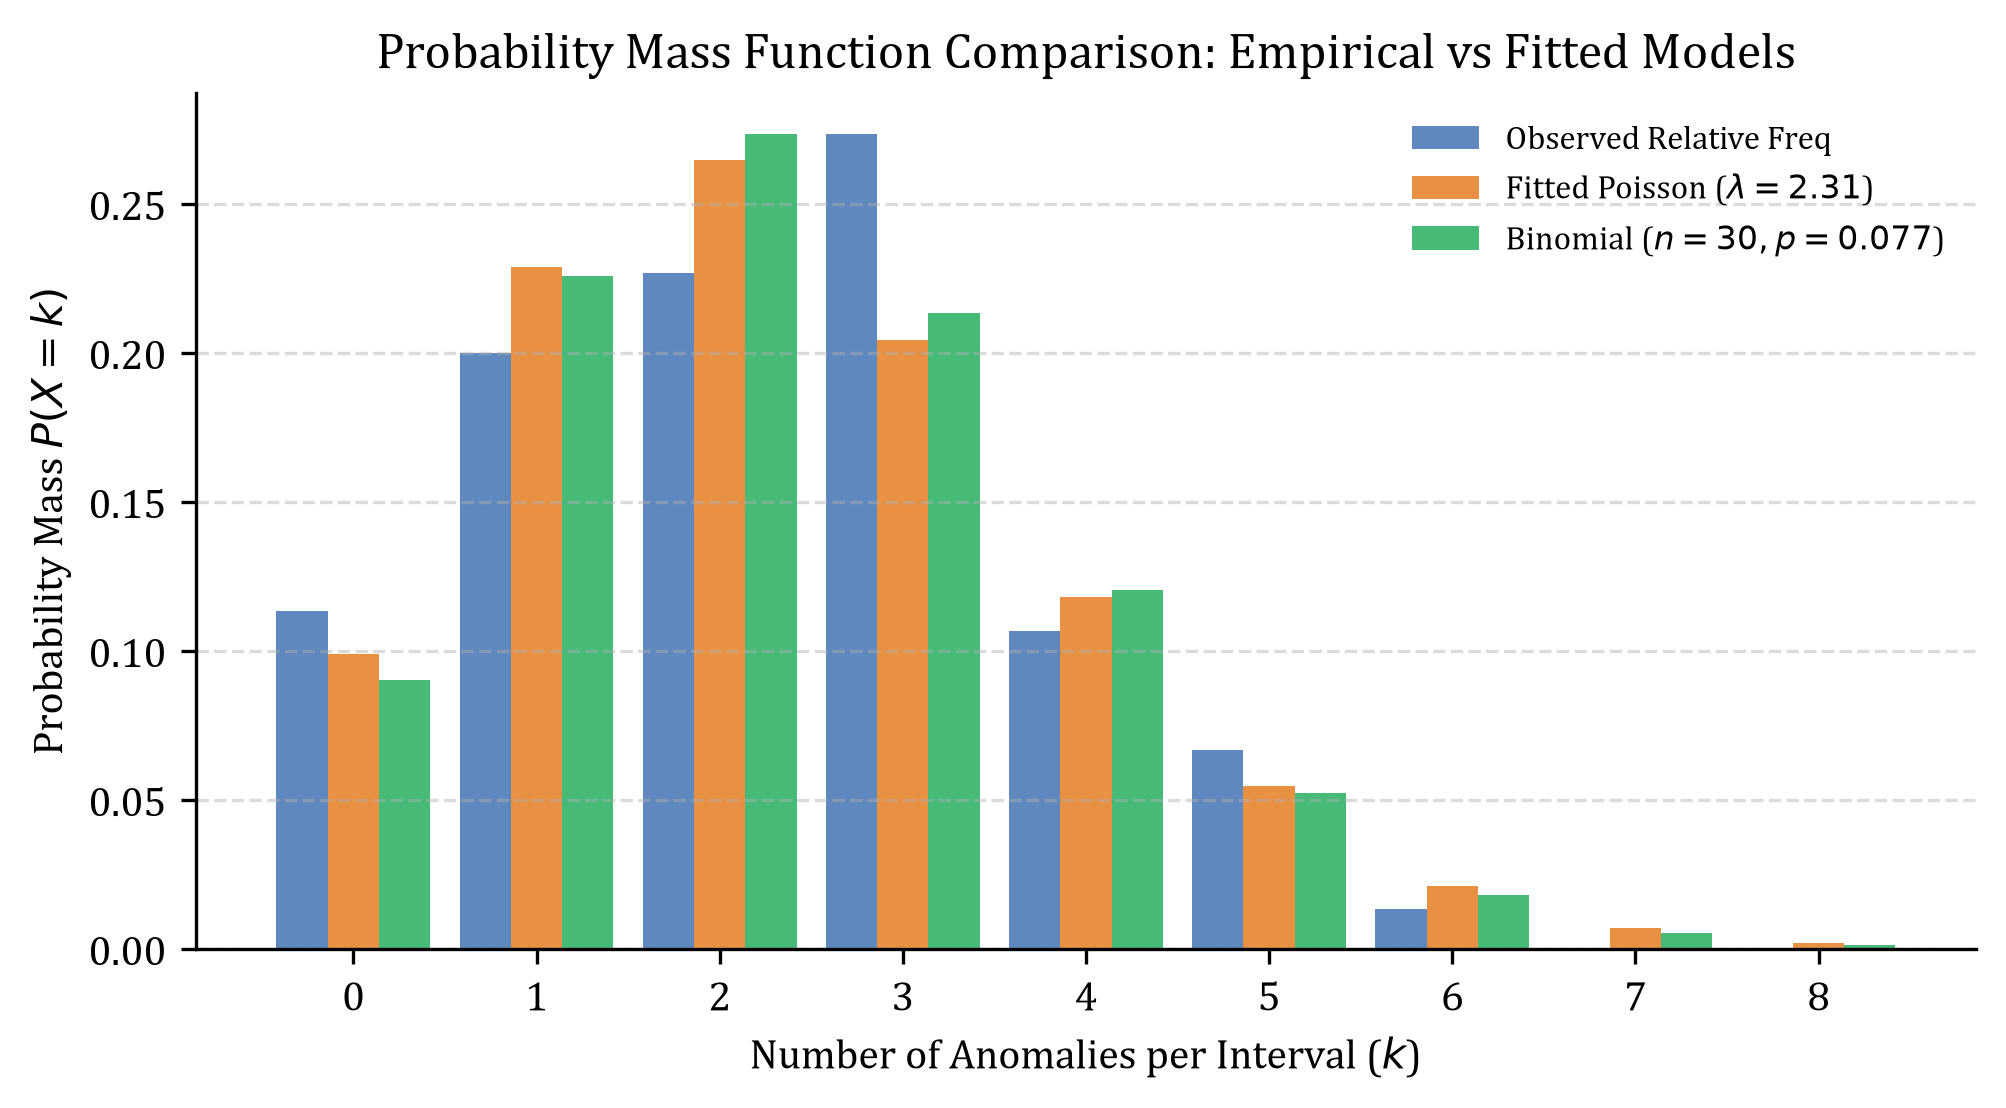 Probability Mass Function Comparison: Empirical vs Fitted Models
Observed Relative Freq
Fitted Poisson (λ = 2.31)
Binomial (n = 30, p = 0.077)
Probability Mass P(X = k)
0.25
0.20
0.15
0.10
0.05
0.00
0 1 2 3 4 5 6 7 8
Number of Anomalies per Interval (k)